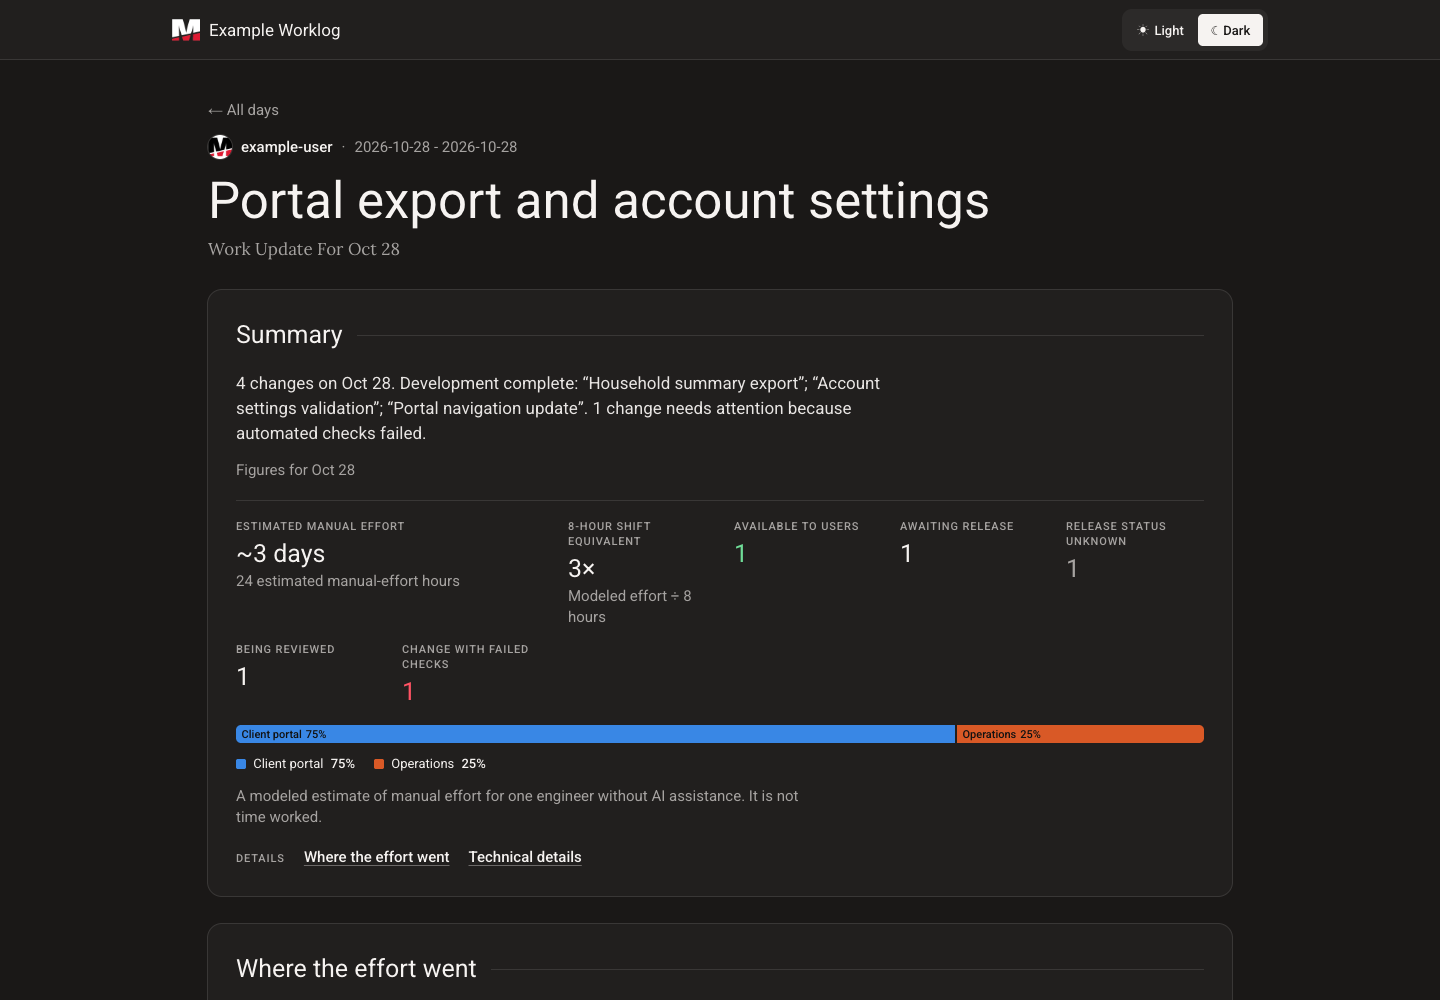 Example Worklog
☀ Light
☾ Dark
← All days
example-user · 2026-10-28 - 2026-10-28
Portal export and account settings
Work Update For Oct 28
Summary
4 changes on Oct 28. Development complete: “Household summary export”; “Account
settings validation”; “Portal navigation update”. 1 change needs attention because
automated checks failed.
Figures for Oct 28
ESTIMATED MANUAL EFFORT
~3 days
24 estimated manual-effort hours
8-HOUR SHIFT
EQUIVALENT
3×
Modeled effort ÷ 8
hours
AVAILABLE TO USERS
1
AWAITING RELEASE
1
RELEASE STATUS
UNKNOWN
1
BEING REVIEWED
1
CHANGE WITH FAILED
CHECKS
1
Client portal 75%
Operations 25%
Client portal 75%
Operations 25%
A modeled estimate of manual effort for one engineer without AI assistance. It is not
time worked.
DETAILS Where the effort went Technical details
Where the effort went